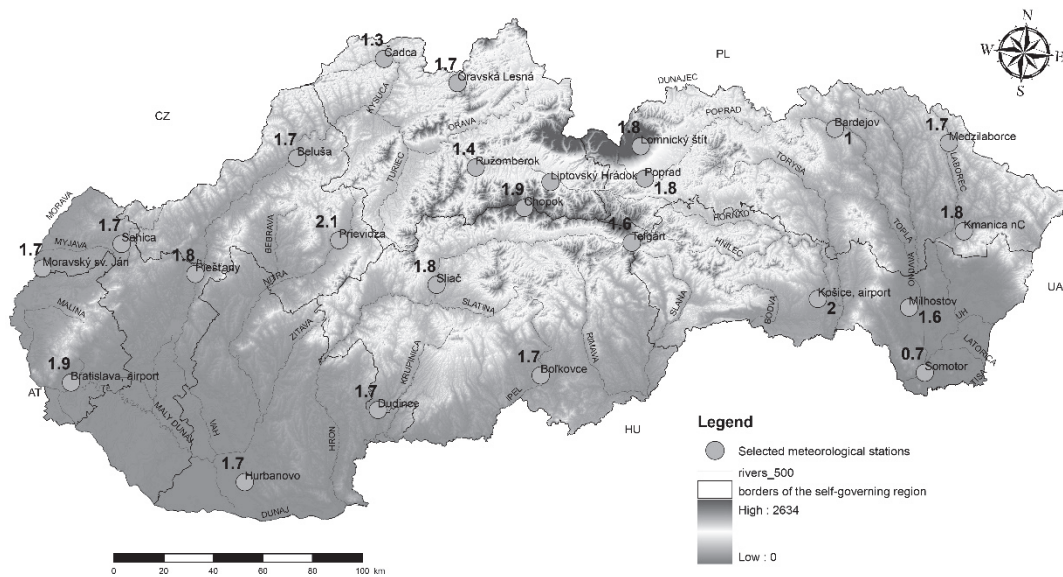 N
W
E
S
PL
CZ
UA
AT
HU
1.3
Čadca
1.7
Oravská Lesná
KYSUCA
ORAVA
DUNAJEC
POPRAD
1.8
Lomnický štít
Bardejov
1
1.7
Medzilaborce
LABOREC
1.7
Beluša
1.4
Ružomberok
TURIEC
Liptovský Hrádok
Poprad
1.8
TORYSA
1.9
Chopok
HORNÁD
TOPĽA
ONDAVA
1.8
MORAVA
1.7
Senica
MYJAVA
1.7
Moravský sv. Ján
BEBRAVA
2.1
Prievidza
1.6
Telgárt
HNILEC
1.8
Piešťany
NITRA
1.8
Sliač
SLATINA
MALINA
ŽITAVA
RIMAVA
SLANÁ
BODVA
Košice, airport
2
Milhostov
1.6
UH
LATORICA
KRUPINICA
1.9
Bratislava, airport
1.7
Boľkovce
IPEĽ
0.7
Somotor
TISA
MALÝ DUNAJ
VÁH
HRON
1.7
Dudince
1.7
Hurbanovo
DUNAJ
Legend
Selected meteorological stations
rivers_500
borders of the self-governing region
High : 2634
Low : 0
0 20 40 60 80 100 km